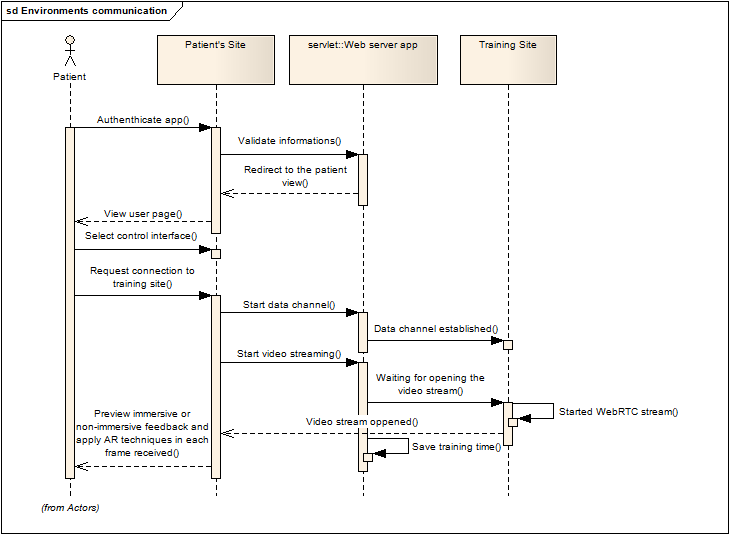 sd Environments communication
Patient
Patient's Site
servlet::Web server app
Training Site
Authenthicate app()
Validate informations()
Redirect to the patient
view()
View user page()
Select control interface()
Request connection to
training site()
Start data channel()
Data channel established()
Start video streaming()
Waiting for opening the
video stream()
Started WebRTC stream()
Preview immersive or
non-immersive feedback and
apply AR techniques in each
frame received()
Video stream oppened()
Save training time()
(from Actors)